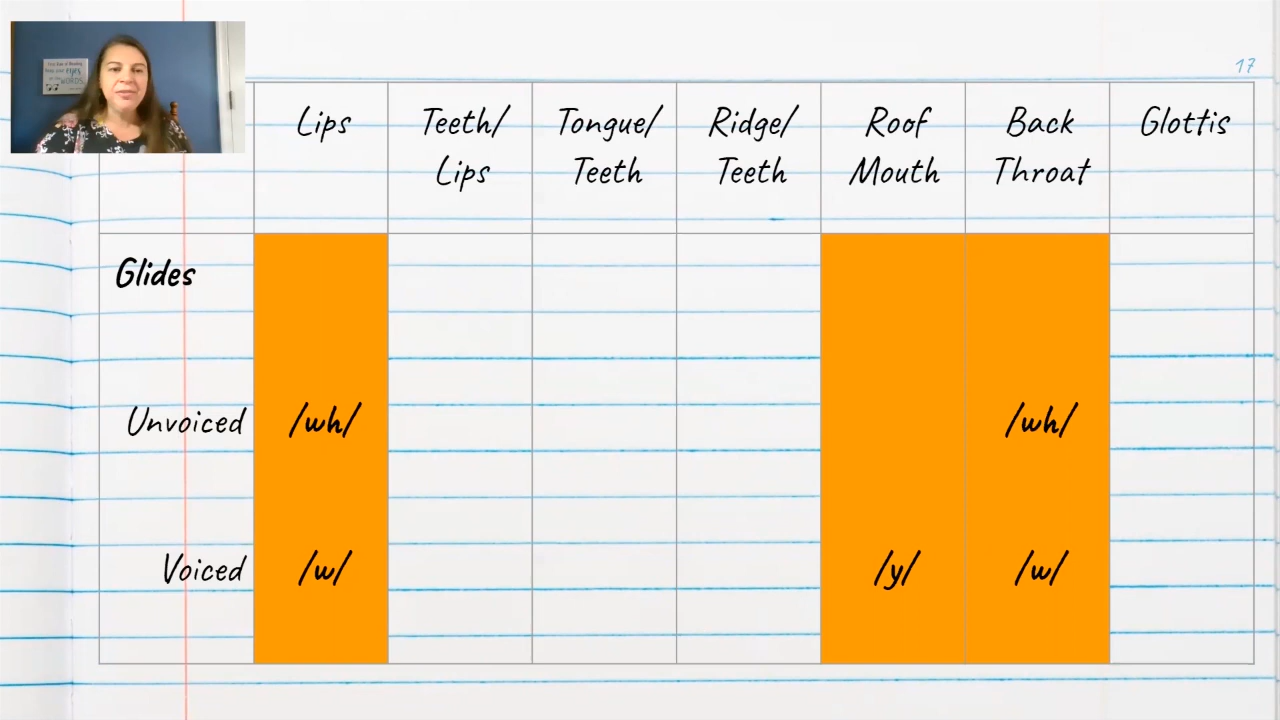 17
Lips Teeth/ Tongue/ Ridge/ Roof Back Glottis
Lips Teeth Teeth Mouth Throat
Glides
Unvoiced /wh/ /wh/
Voiced /w/ /y/ /w/